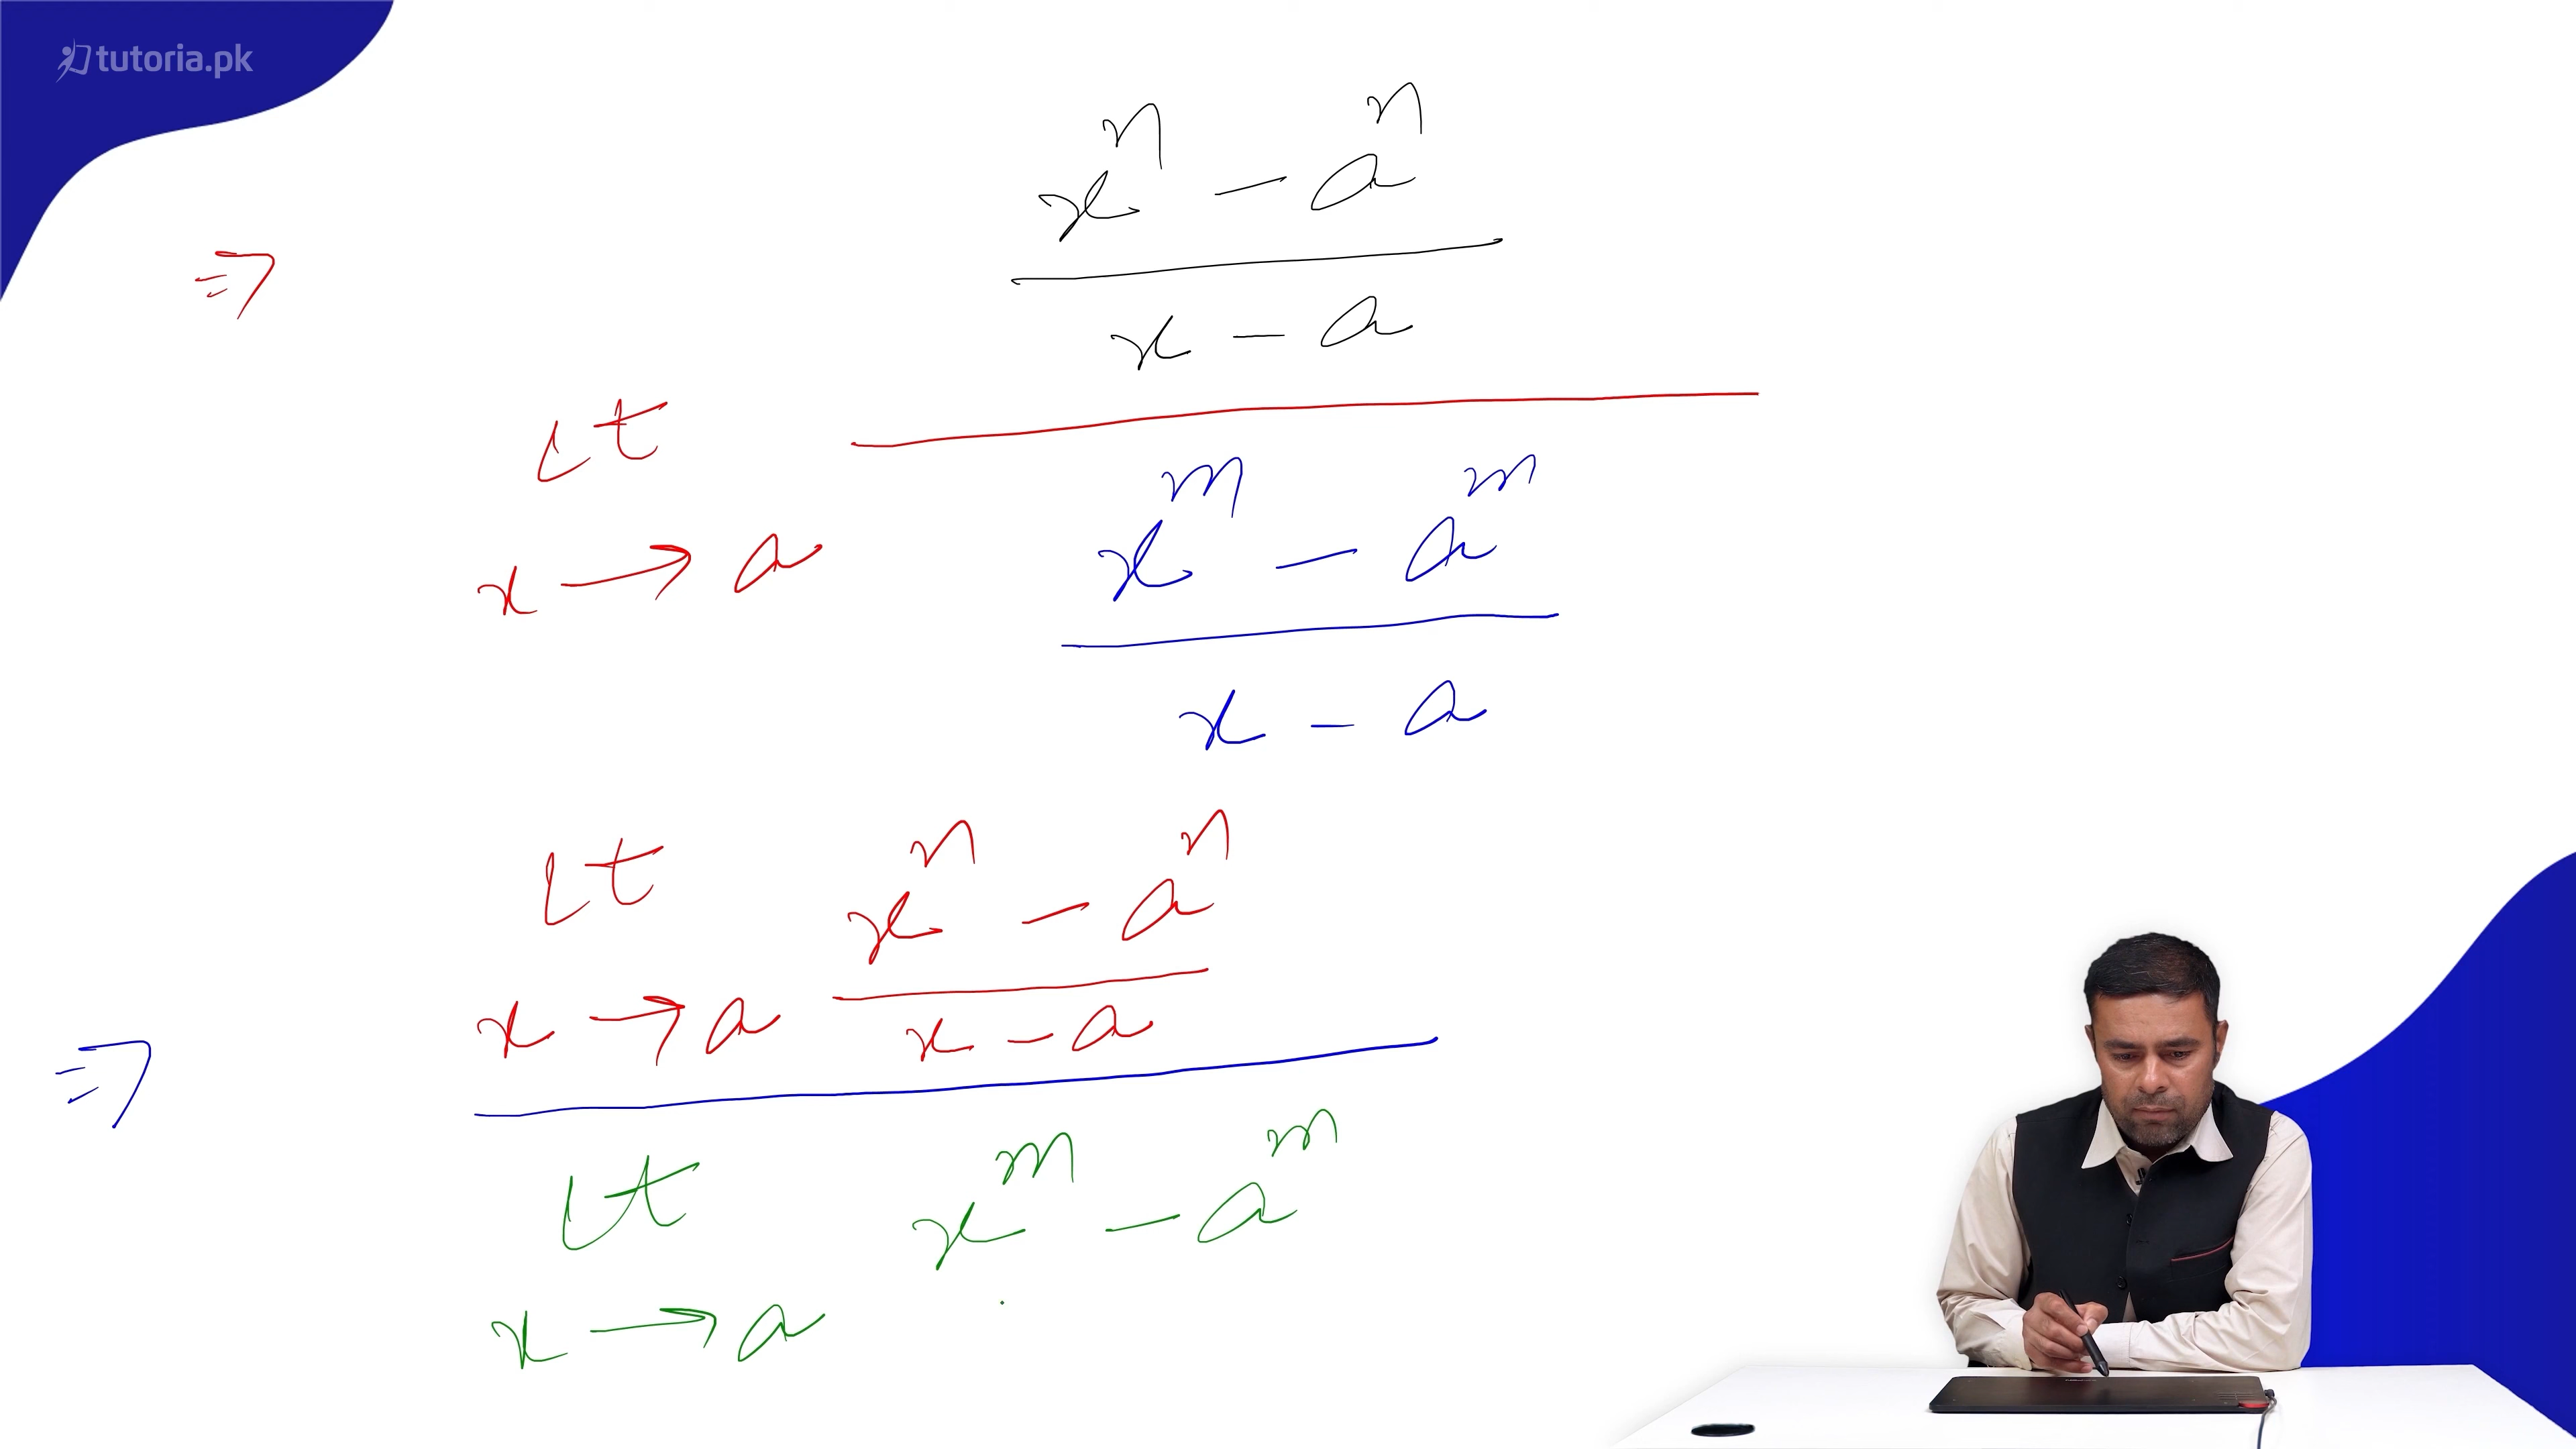 tutoria.pk
⇒
xⁿ − aⁿ
x − a
Lt
x → a
xᵐ − aᵐ
x − a
⇒
Lt xⁿ − aⁿ
x → a x − a
Lt xᵐ − aᵐ
x → a